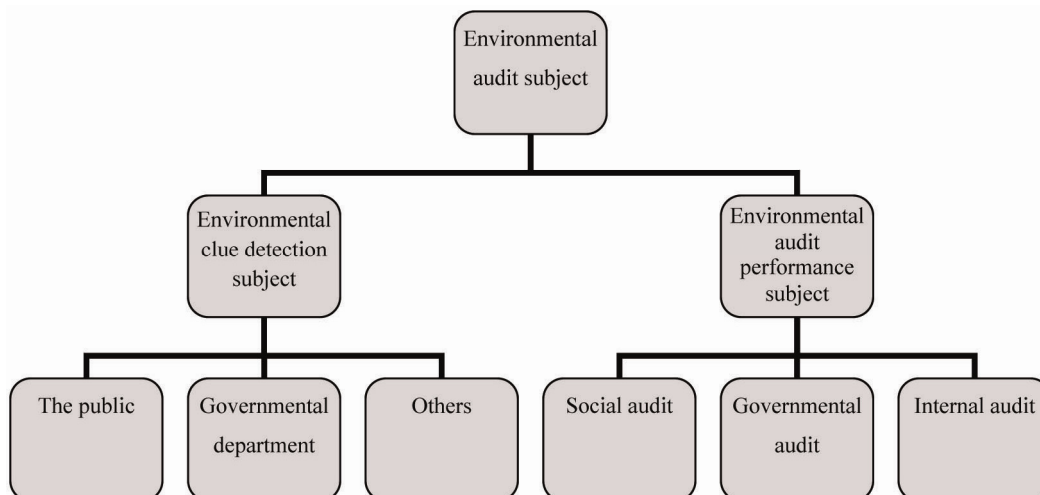 Environmental
audit subject
Environmental
clue detection
subject
Environmental
audit
performance
subject
The public
Governmental
department
Others
Social audit
Governmental
audit
Internal audit